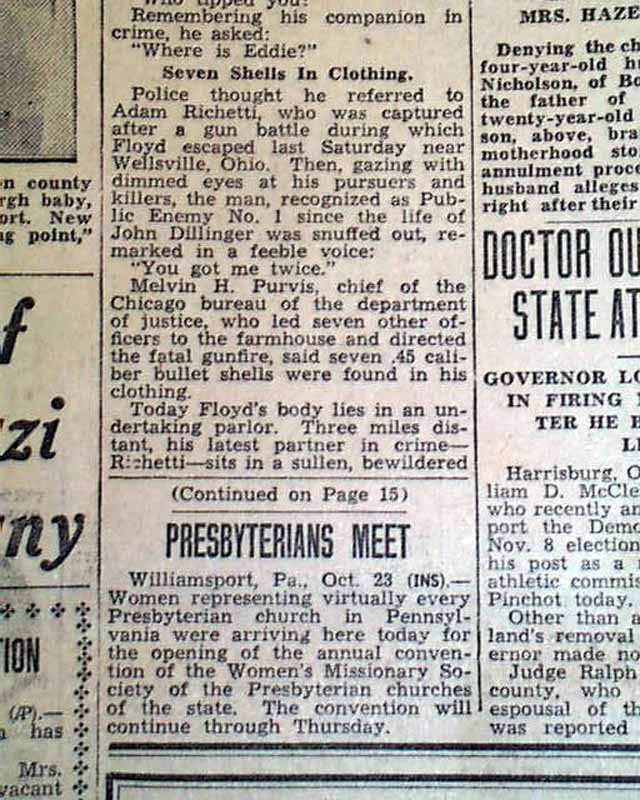 Remembering his companion in
crime, he asked:
"Where is Eddie?"
Seven Shells In Clothing.
Police thought he referred to
Adam Richetti, who was captured
after a gun battle during which
Floyd escaped last Saturday near
Wellsville, Ohio. Then, gazing with
dimmed eyes at his pursuers and
killers, the man, recognized as Pub-
lic Enemy No. 1 since the life of
John Dillinger was snuffed out, re-
marked in a feeble voice:
"You got me twice."
Melvin H. Purvis, chief of the
Chicago bureau of the department
of justice, who led seven other of-
ficers to the farmhouse and directed
the fatal gunfire, said seven .45 cali-
ber bullet shells were found in his
clothing.
Today Floyd's body lies in an un-
dertaking parlor. Three miles dis-
tant, his latest partner in crime—
Richetti—sits in a sullen, bewildered
(Continued on Page 15)
PRESBYTERIANS MEET
Williamsport, Pa., Oct. 23 (INS).—
Women representing virtually every
Presbyterian church in Pennsyl-
vania were arriving here today for
the opening of the annual conven-
tion of the Women's Missionary So-
ciety of the Presbyterian churches
of the state. The convention will
continue through Thursday.
n county
rgh baby,
ort. New
ng point,"
f
zi
ny
TION
(AP).—
has
Mrs.
vacant
MRS. HAZE
Denying the ch
four-year-old hu
Nicholson, of Bo
the father of
twenty-year-old
son, above, bra
motherhood sto
annulment proce
husband alleges
right after their
DOCTOR OU
STATE AT
GOVERNOR LO
IN FIRING
TER HE H
Harrisburg, O
liam D. McCle
who recently an
port the Demo
Nov. 8 election
his post as a
athletic commis
Pinchot today.
Other than a
land's removal
ernor made no
Judge Ralph
county, who
espousal of th
was reported